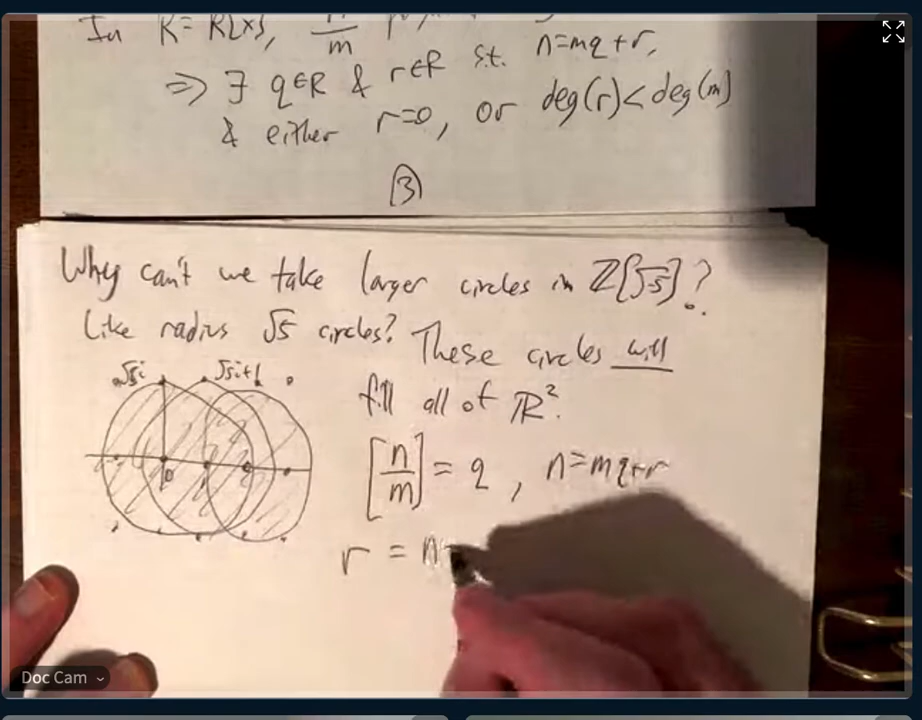 In R = R[x],
n
m
⇒ ∃ q∈R & r∈R s.t. n=mq+r,
& either r=0, or deg(r)<deg(m)
③
Why can't we take larger circles in ℤ[√-5]?
Like radius √5 circles? These circles will
fill all of ℝ².
√5i √5i+1
0
[n/m] = q , n=mq+r
r = n
Doc Cam